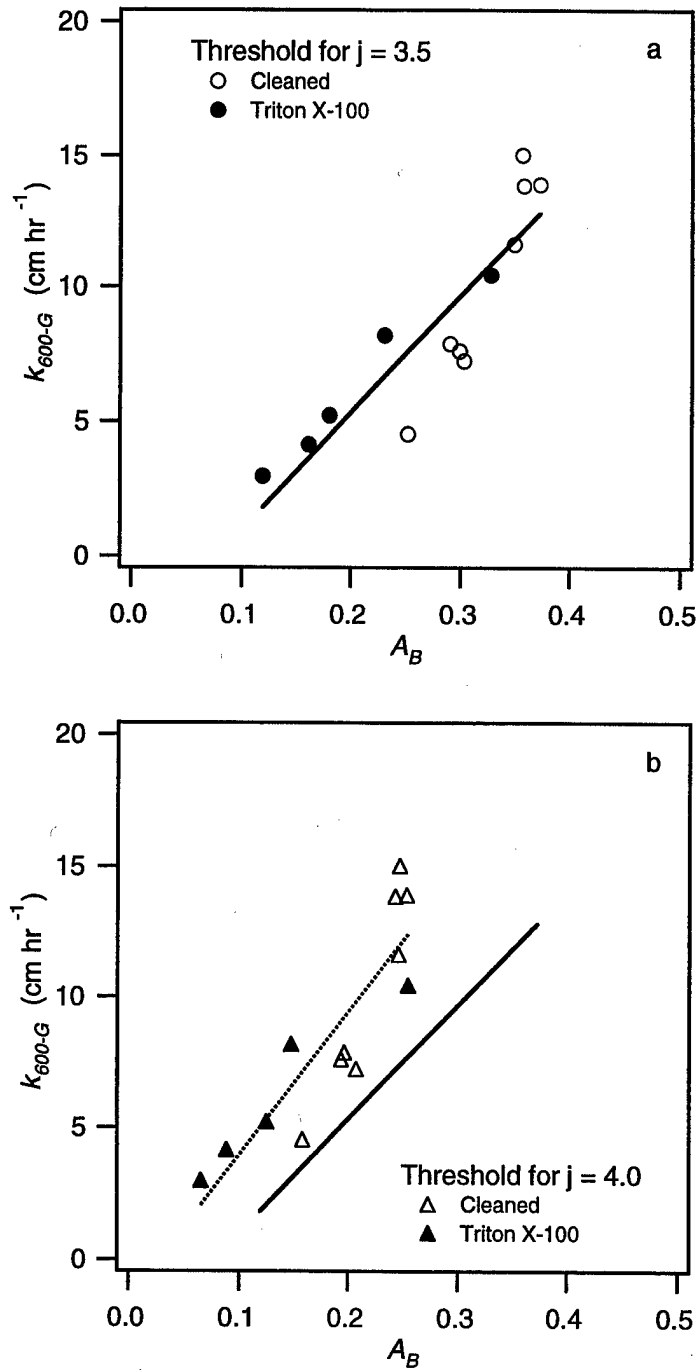 20
15
10
5
0
k600-G (cm hr -1)
Threshold for j = 3.5
Cleaned
Triton X-100
a
0.0 0.1 0.2 0.3 0.4 0.5
AB
20
15
10
5
0
k600-G (cm hr -1)
b
Threshold for j = 4.0
Cleaned
Triton X-100
0.0 0.1 0.2 0.3 0.4 0.5
AB